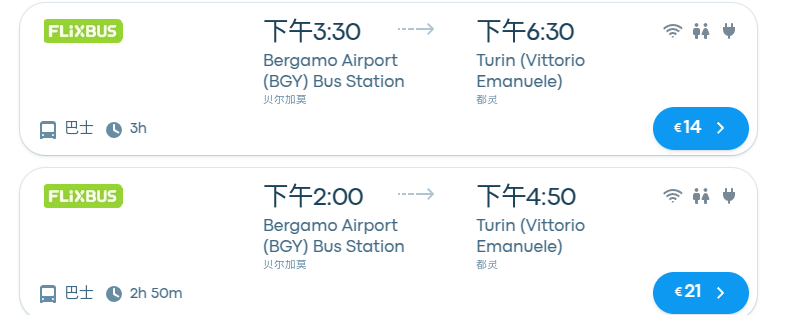 FLiXBUS
下午3:30
下午6:30
Bergamo Airport
(BGY) Bus Station
贝尔加莫
Turin (Vittorio
Emanuele)
都灵
巴士
3h
€14
FLiXBUS
下午2:00
下午4:50
Bergamo Airport
(BGY) Bus Station
贝尔加莫
Turin (Vittorio
Emanuele)
都灵
巴士
2h 50m
€21